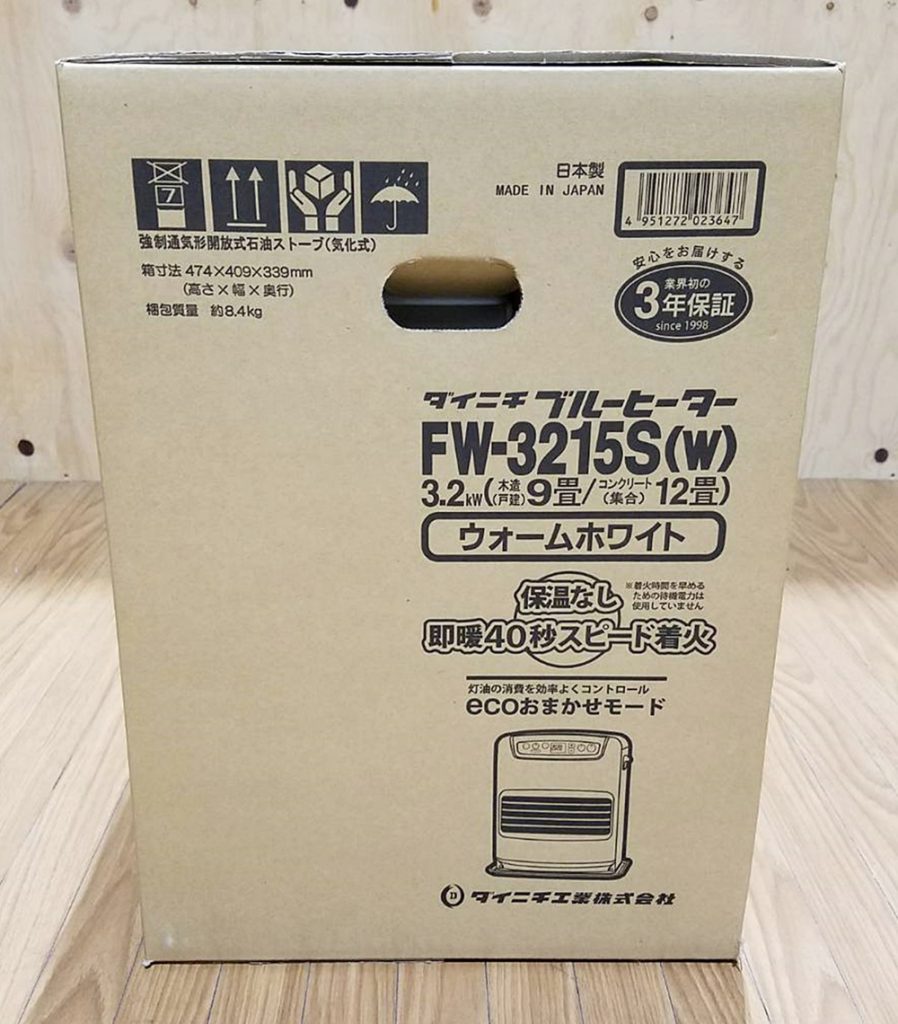 7
強制通気形開放式石油ストーブ(気化式)
箱寸法 474×409×339mm
(高さ×幅×奥行)
梱包質量 約8.4kg
日本製
MADE IN JAPAN
4 951272 023647
安心をお届けする
業界初の
3年保証
since 1998
ダイニチ ブルーヒーター
FW-3215S(W)
3.2kW(木造(戸建)9畳/コンクリート(集合)12畳)
ウォームホワイト
保温なし
※着火時間を早める
ための待機電力は
使用していません
即暖40秒スピード着火
灯油の消費を効率よくコントロール
ecoおまかせモード
D ダイニチ工業株式会社